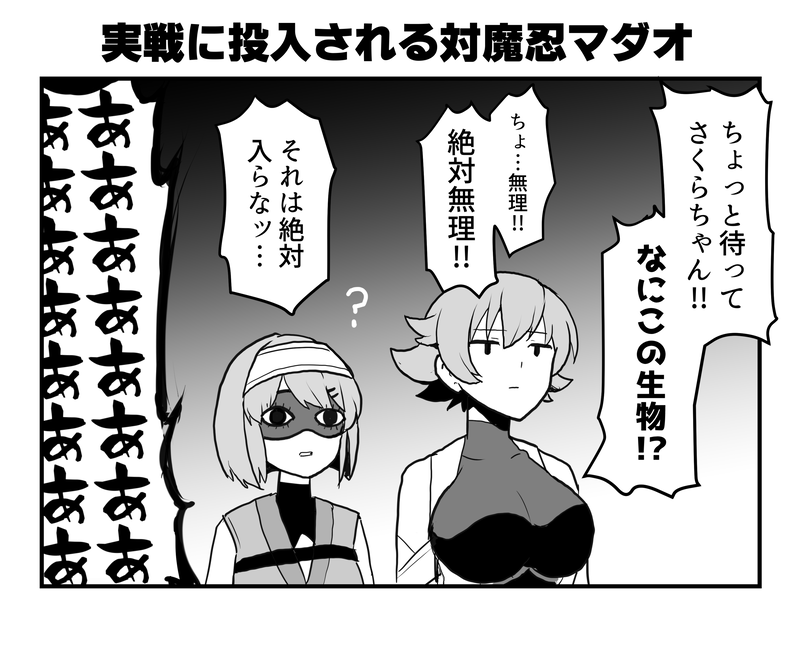 実戦に投入される対魔忍マダオ
ちょっと待って
さくらちゃん!!
なにこの生物!?
ちょ…無理!!
絶対無理!!
それは絶対
入らなッ…
?
ああああああああ
ああああああああ